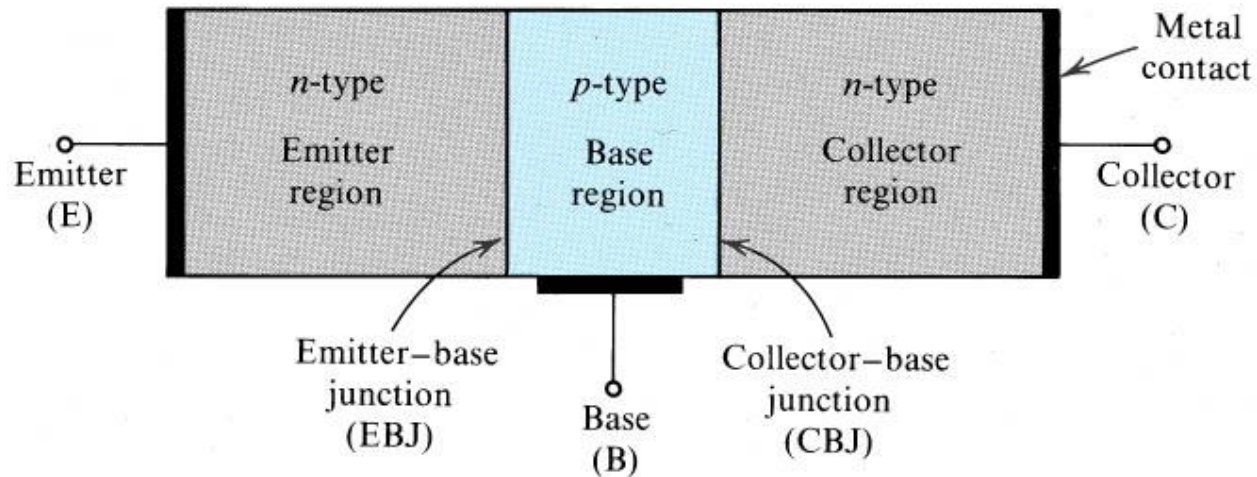 n-type
Emitter
region
p-type
Base
region
n-type
Collector
region
Metal
contact
Emitter
(E)
Collector
(C)
Emitter–base
junction
(EBJ)
Base
(B)
Collector–base
junction
(CBJ)